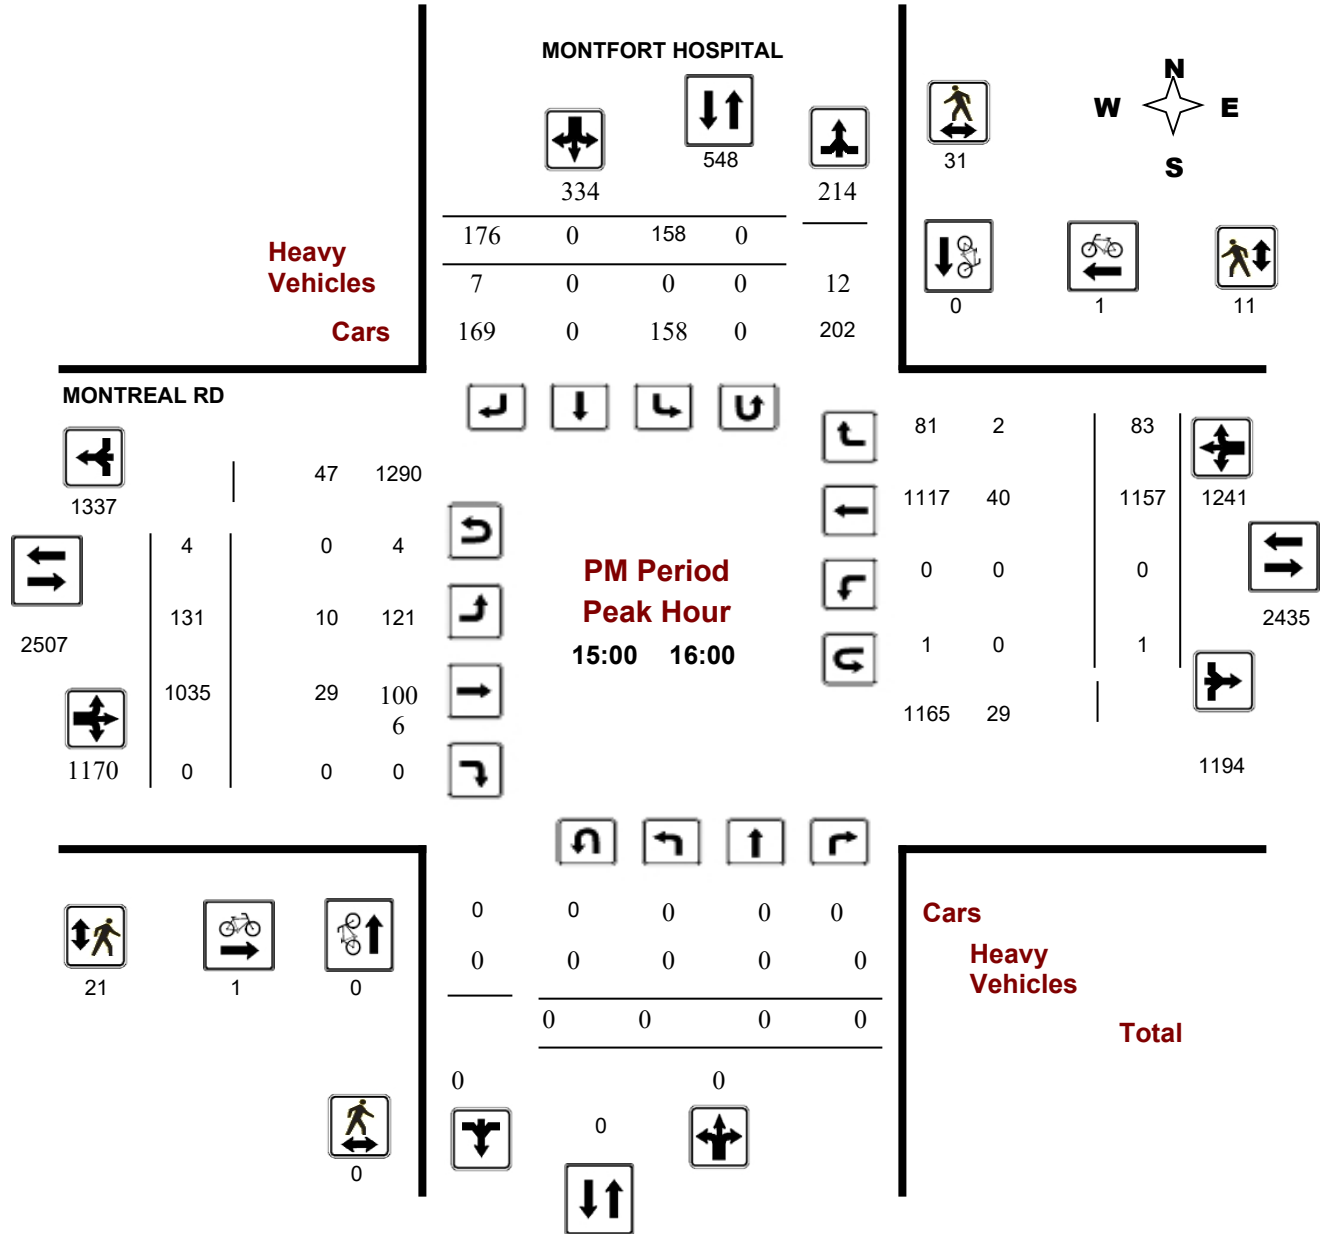 MONTFORT HOSPITAL
N
W E
S
548
31
334
214
176 0 158 0
Heavy
Vehicles
7 0 0 0 12
0 1 11
Cars
169 0 158 0 202
MONTREAL RD
81 2 83
47 1290
1337
1117 40 1157 1241
4 0 4
PM Period
0 0 0
131 10 121
Peak Hour
2435
2507
15:00 16:00
1 0 1
1035 29 100
6
1165 29
1170 0 0 0
1194
0 0 0 0 0
Cars
0 0 0 0 0
Heavy
Vehicles
21 1 0
0 0 0 0
Total
0 0
0
0